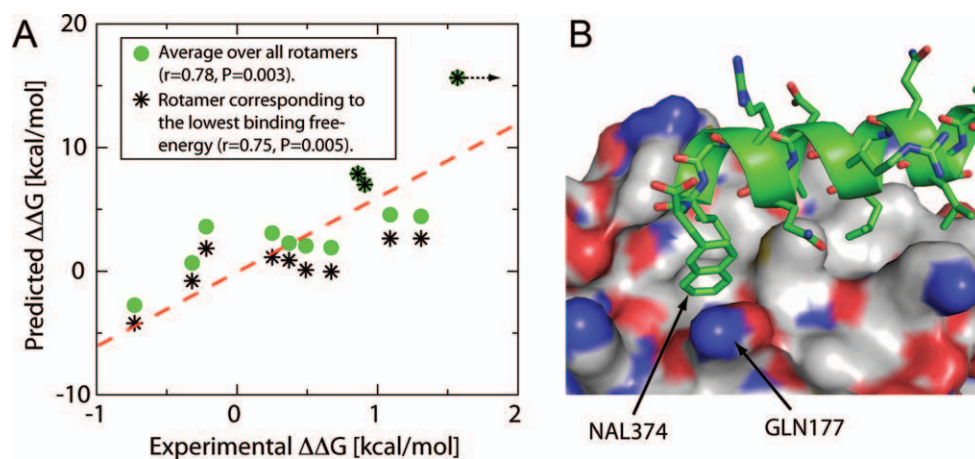 A
B
20
10
0
-10
Predicted ΔΔG [kcal/mol]
Average over all rotamers
(r=0.78, P=0.003).
Rotamer corresponding to
the lowest binding free-
energy (r=0.75, P=0.005).
-1
0
1
2
Experimental ΔΔG [kcal/mol]
NAL374
GLN177